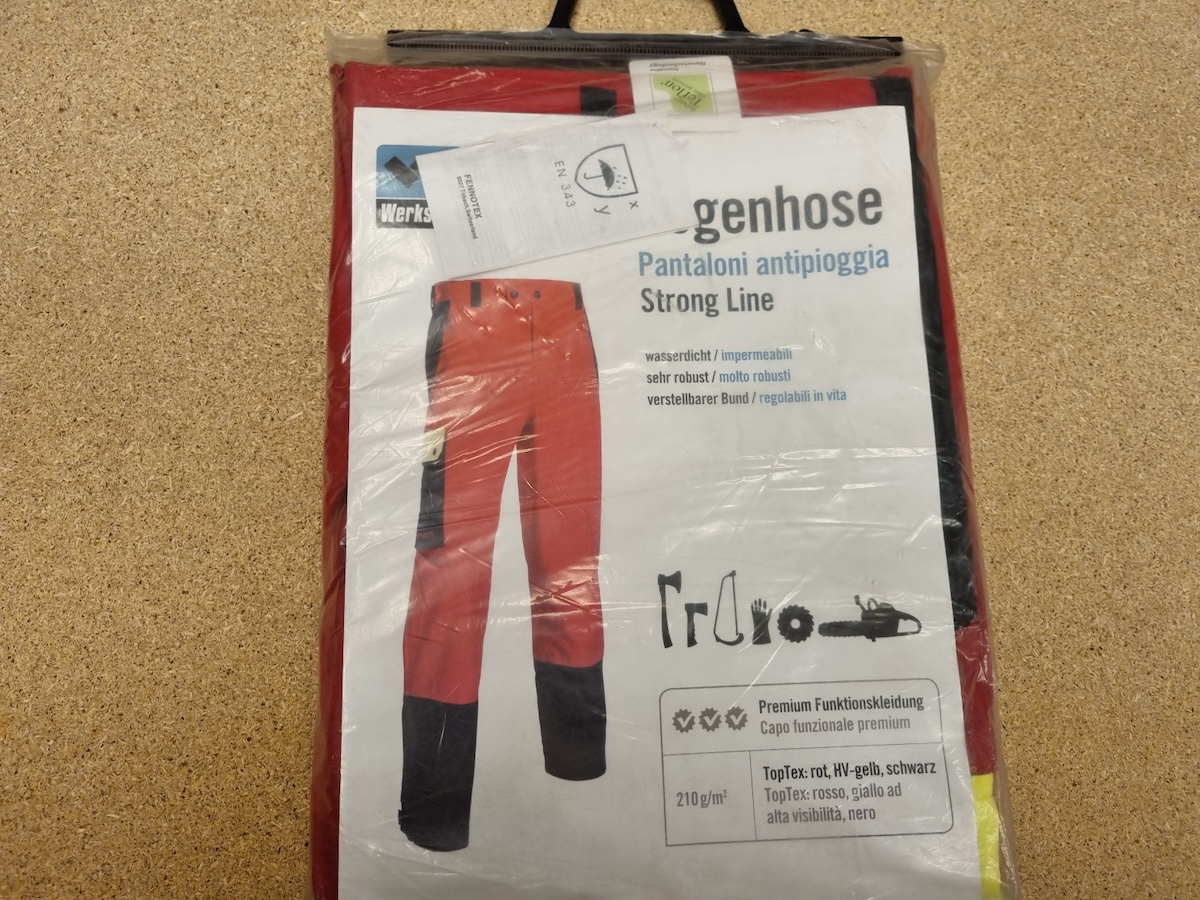 Teflon
Werks
EN 343
x
y
FENNOTEX
genhose
Pantaloni antipioggia
Strong Line
wasserdicht / impermeabili
sehr robust / molto robusti
verstellbarer Bund / regolabili in vita
Premium Funktionskleidung
Capo funzionale premium
210 g/m²
TopTex: rot, HV-gelb, schwarz
TopTex: rosso, giallo ad
alta visibilità, nero